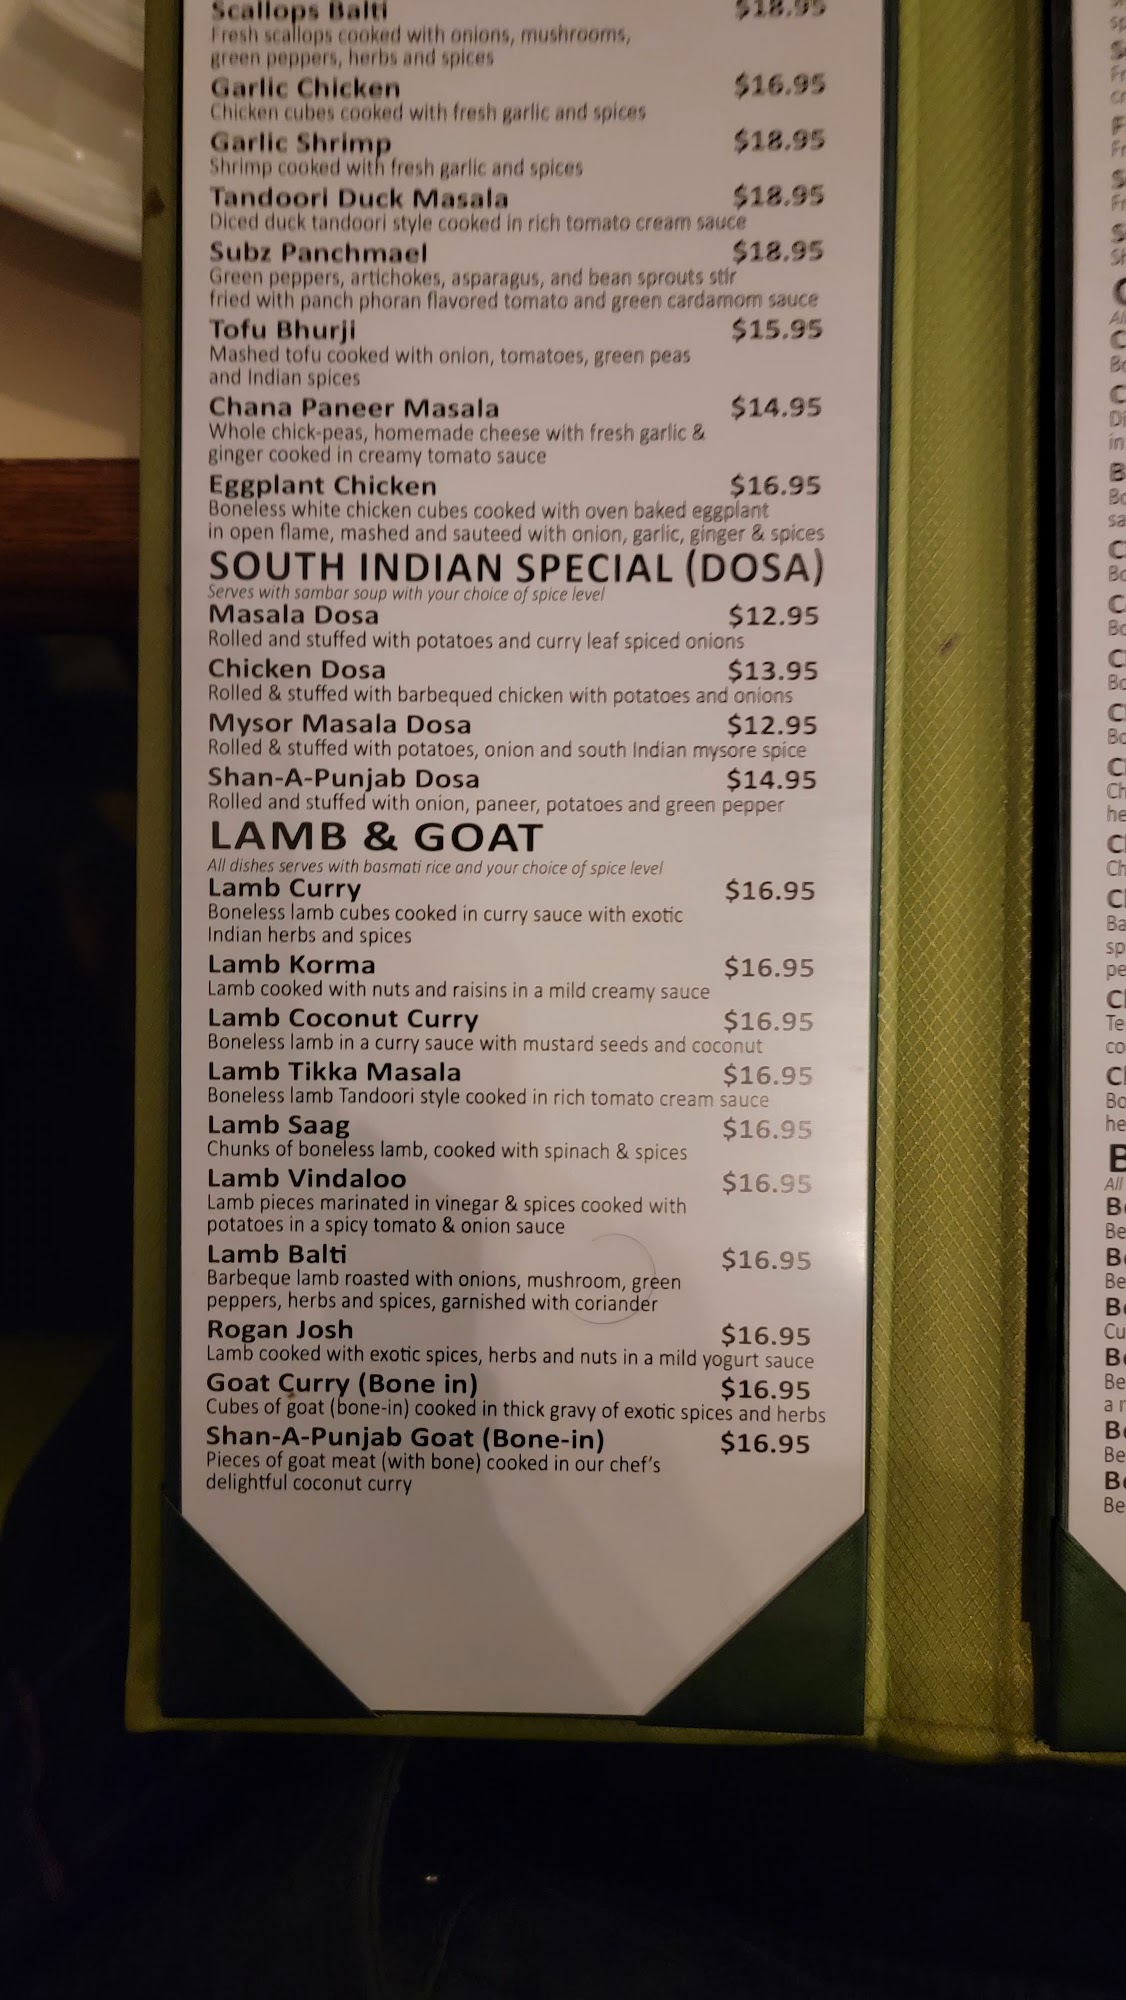 Scallops Balti $18.95
Fresh scallops cooked with onions, mushrooms,
green peppers, herbs and spices
Garlic Chicken $16.95
Chicken cubes cooked with fresh garlic and spices
Garlic Shrimp $18.95
Shrimp cooked with fresh garlic and spices
Tandoori Duck Masala $18.95
Diced duck tandoori style cooked in rich tomato cream sauce
Subz Panchmael $18.95
Green peppers, artichokes, asparagus, and bean sprouts stir
fried with panch phoran flavored tomato and green cardamom sauce
Tofu Bhurji $15.95
Mashed tofu cooked with onion, tomatoes, green peas
and Indian spices
Chana Paneer Masala $14.95
Whole chick-peas, homemade cheese with fresh garlic &
ginger cooked in creamy tomato sauce
Eggplant Chicken $16.95
Boneless white chicken cubes cooked with oven baked eggplant
in open flame, mashed and sauteed with onion, garlic, ginger & spices
SOUTH INDIAN SPECIAL (DOSA)
Serves with sambar soup with your choice of spice level
Masala Dosa $12.95
Rolled and stuffed with potatoes and curry leaf spiced onions
Chicken Dosa $13.95
Rolled & stuffed with barbequed chicken with potatoes and onions
Mysor Masala Dosa $12.95
Rolled & stuffed with potatoes, onion and south Indian mysore spice
Shan-A-Punjab Dosa $14.95
Rolled and stuffed with onion, paneer, potatoes and green pepper
LAMB & GOAT
All dishes serves with basmati rice and your choice of spice level
Lamb Curry $16.95
Boneless lamb cubes cooked in curry sauce with exotic
Indian herbs and spices
Lamb Korma $16.95
Lamb cooked with nuts and raisins in a mild creamy sauce
Lamb Coconut Curry $16.95
Boneless lamb in a curry sauce with mustard seeds and coconut
Lamb Tikka Masala $16.95
Boneless lamb Tandoori style cooked in rich tomato cream sauce
Lamb Saag $16.95
Chunks of boneless lamb, cooked with spinach & spices
Lamb Vindaloo $16.95
Lamb pieces marinated in vinegar & spices cooked with
potatoes in a spicy tomato & onion sauce
Lamb Balti $16.95
Barbeque lamb roasted with onions, mushroom, green
peppers, herbs and spices, garnished with coriander
Rogan Josh $16.95
Lamb cooked with exotic spices, herbs and nuts in a mild yogurt sauce
Goat Curry (Bone in) $16.95
Cubes of goat (bone-in) cooked in thick gravy of exotic spices and herbs
Shan-A-Punjab Goat (Bone-in) $16.95
Pieces of goat meat (with bone) cooked in our chef's
delightful coconut curry